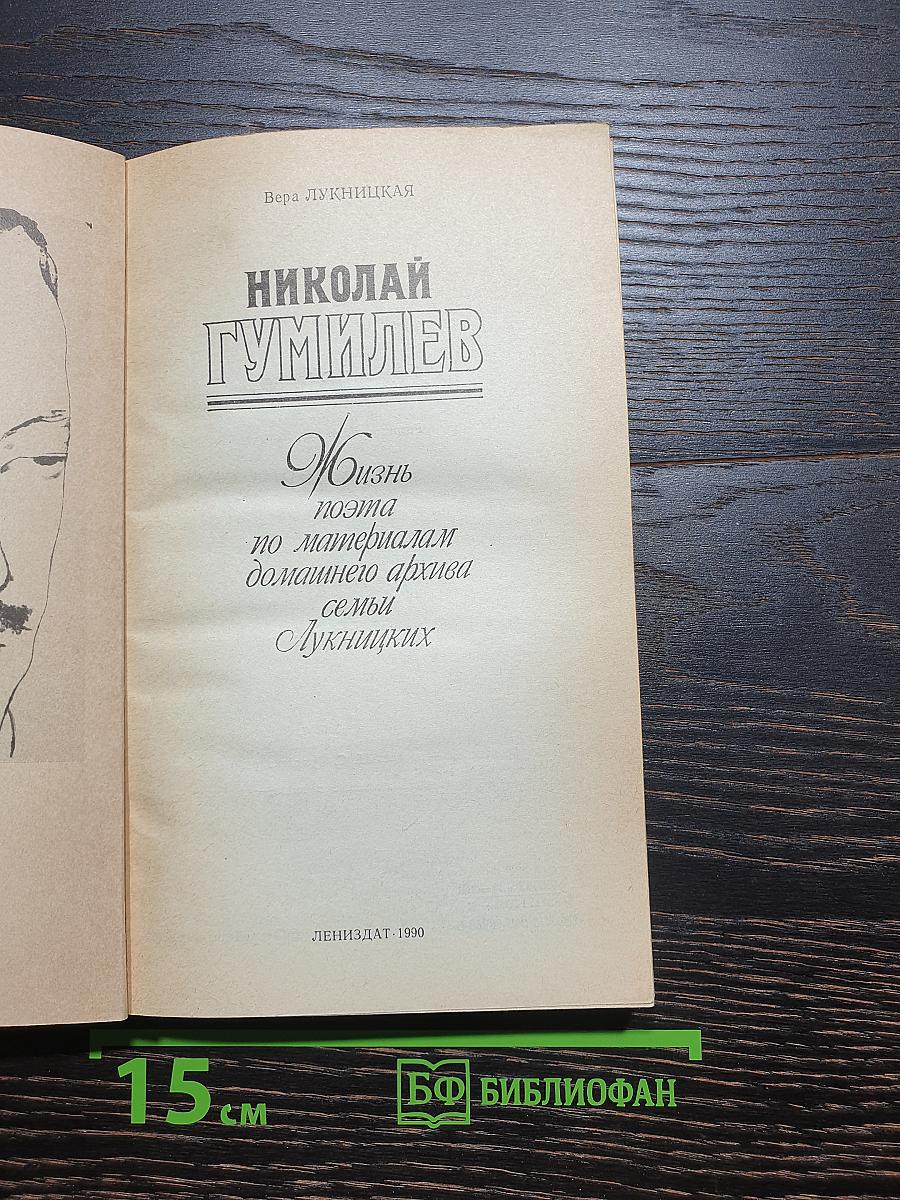 Вера ЛУКНИЦКАЯ
НИКОЛАЙ
ГУМИЛЕВ
Жизнь
поэта
по материалам
домашнего архива
семьи
Лукницких
ЛЕНИЗДАТ · 1990
15 см
БФ БИБЛИОФАН